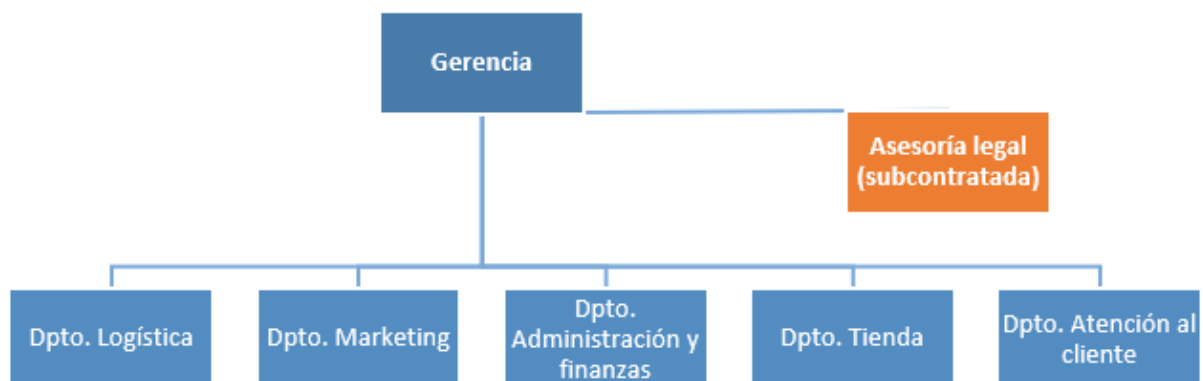 Gerencia
Asesoría legal
(subcontratada)
Dpto. Logística
Dpto. Marketing
Dpto.
Administración y
finanzas
Dpto. Tienda
Dpto. Atención al
cliente